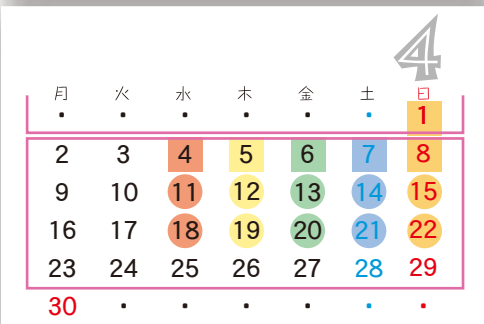 4
月 火 水 木 金 土 日
・ ・ ・ ・ ・ ・ 1
2 3 4 5 6 7 8
9 10 11 12 13 14 15
16 17 18 19 20 21 22
23 24 25 26 27 28 29
30 ・ ・ ・ ・ ・ ・